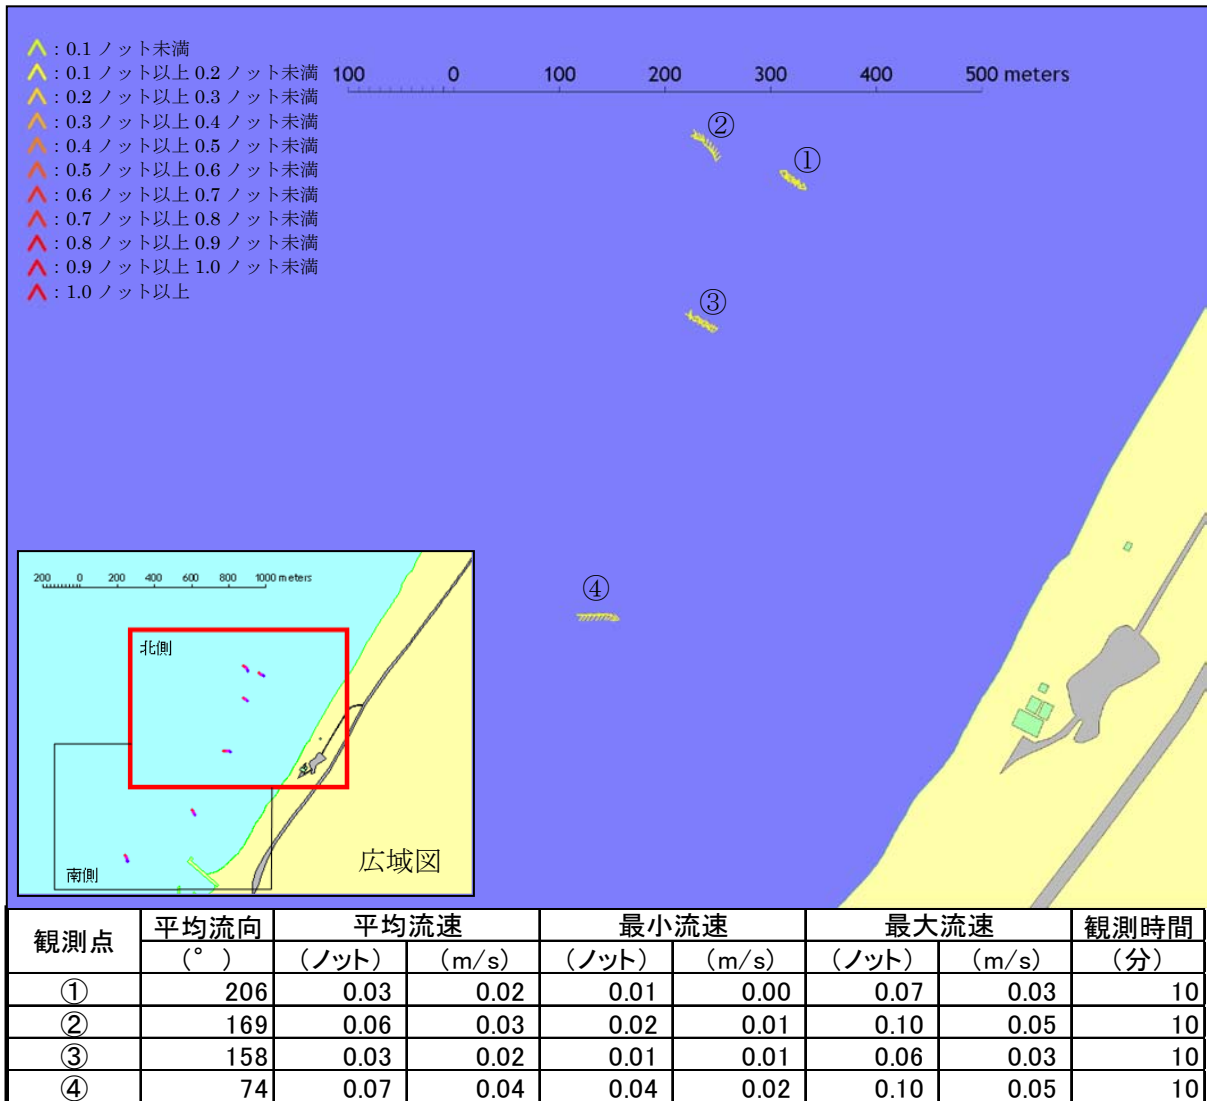 : 0.1 ノット未満
: 0.1 ノット以上 0.2 ノット未満
: 0.2 ノット以上 0.3 ノット未満
: 0.3 ノット以上 0.4 ノット未満
: 0.4 ノット以上 0.5 ノット未満
: 0.5 ノット以上 0.6 ノット未満
: 0.6 ノット以上 0.7 ノット未満
: 0.7 ノット以上 0.8 ノット未満
: 0.8 ノット以上 0.9 ノット未満
: 0.9 ノット以上 1.0 ノット未満
: 1.0 ノット以上
100 0 100 200 300 400 500 meters
②
①
③
④
200 0 200 400 600 800 1000 meters
北側
南側
広域図
観測点 平均流向 平均流速 最小流速 最大流速 観測時間
(° ) (ノット) (m/s) (ノット) (m/s) (ノット) (m/s) (分)
① 206 0.03 0.02 0.01 0.00 0.07 0.03 10
② 169 0.06 0.03 0.02 0.01 0.10 0.05 10
③ 158 0.03 0.02 0.01 0.01 0.06 0.03 10
④ 74 0.07 0.04 0.04 0.02 0.10 0.05 10